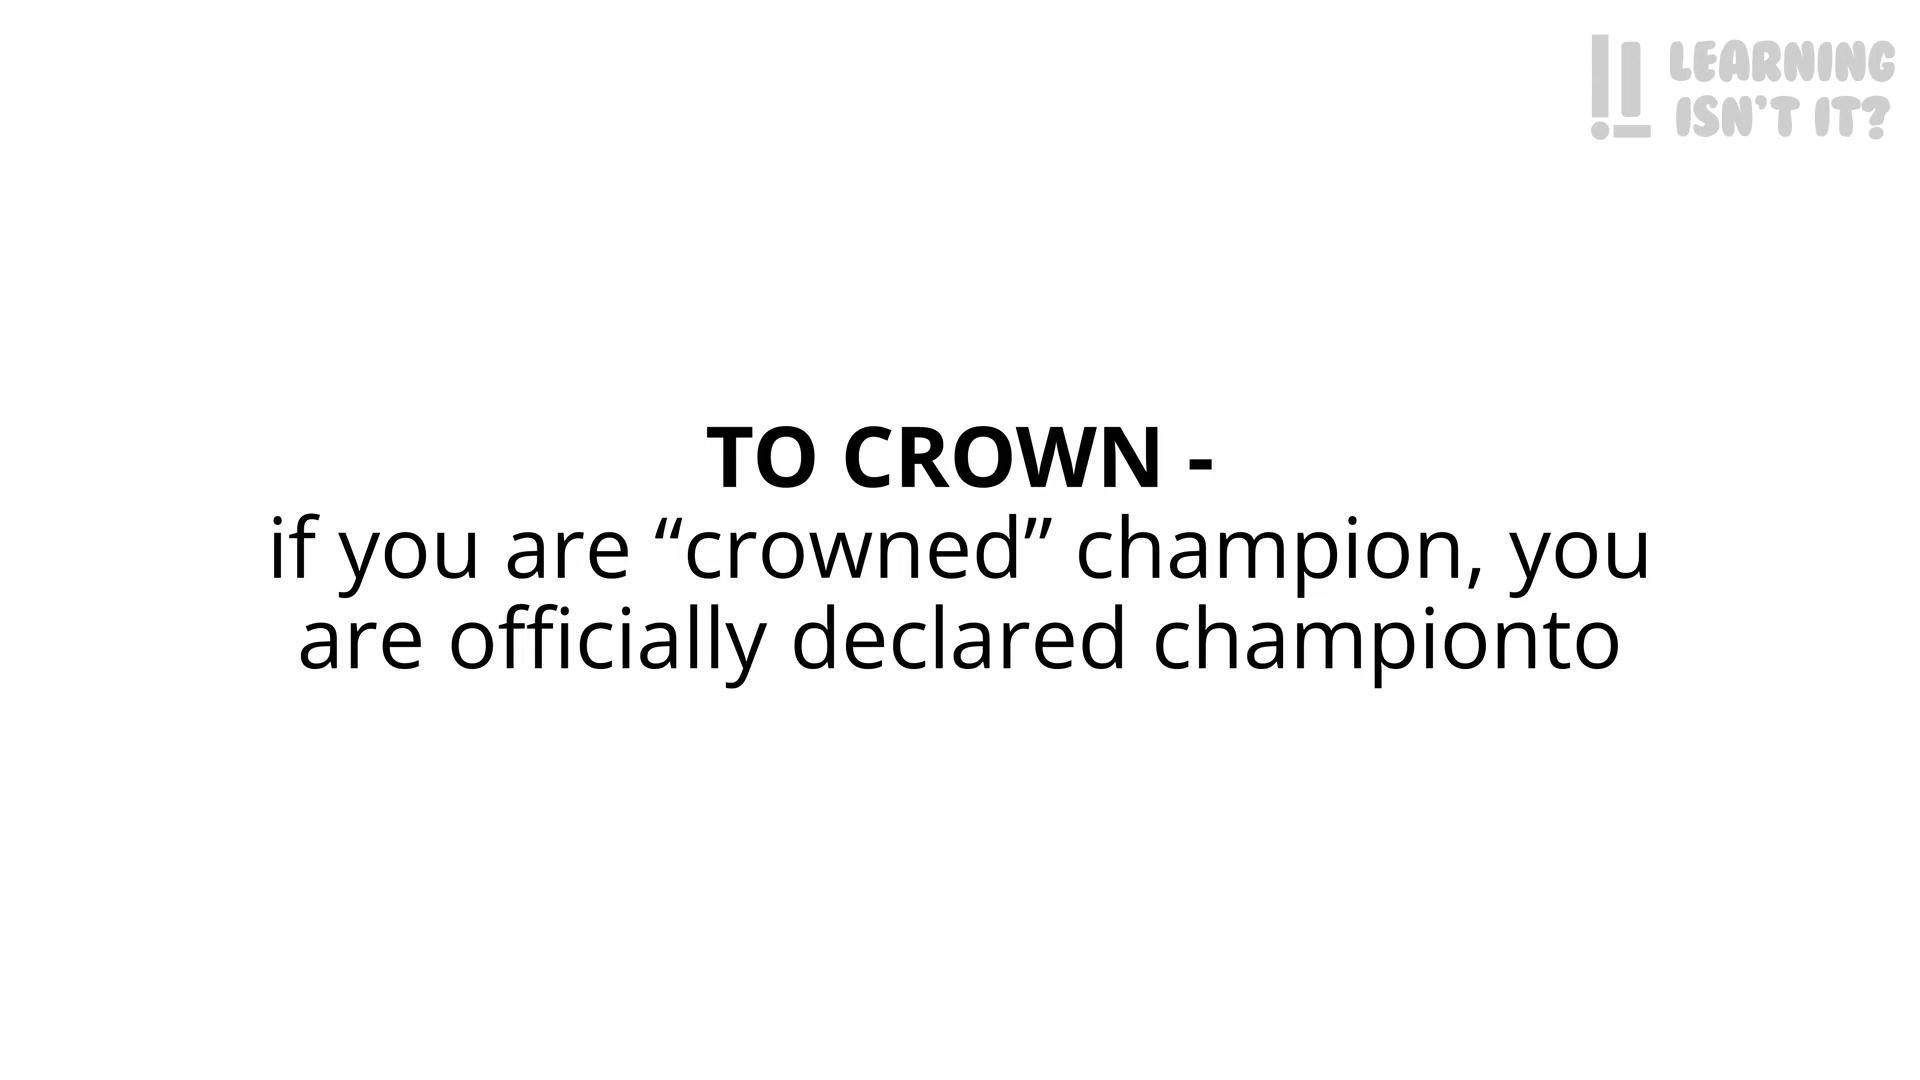 LEARNING
ISN'T IT?
TO CROWN -
if you are “crowned” champion, you
are officially declared championto